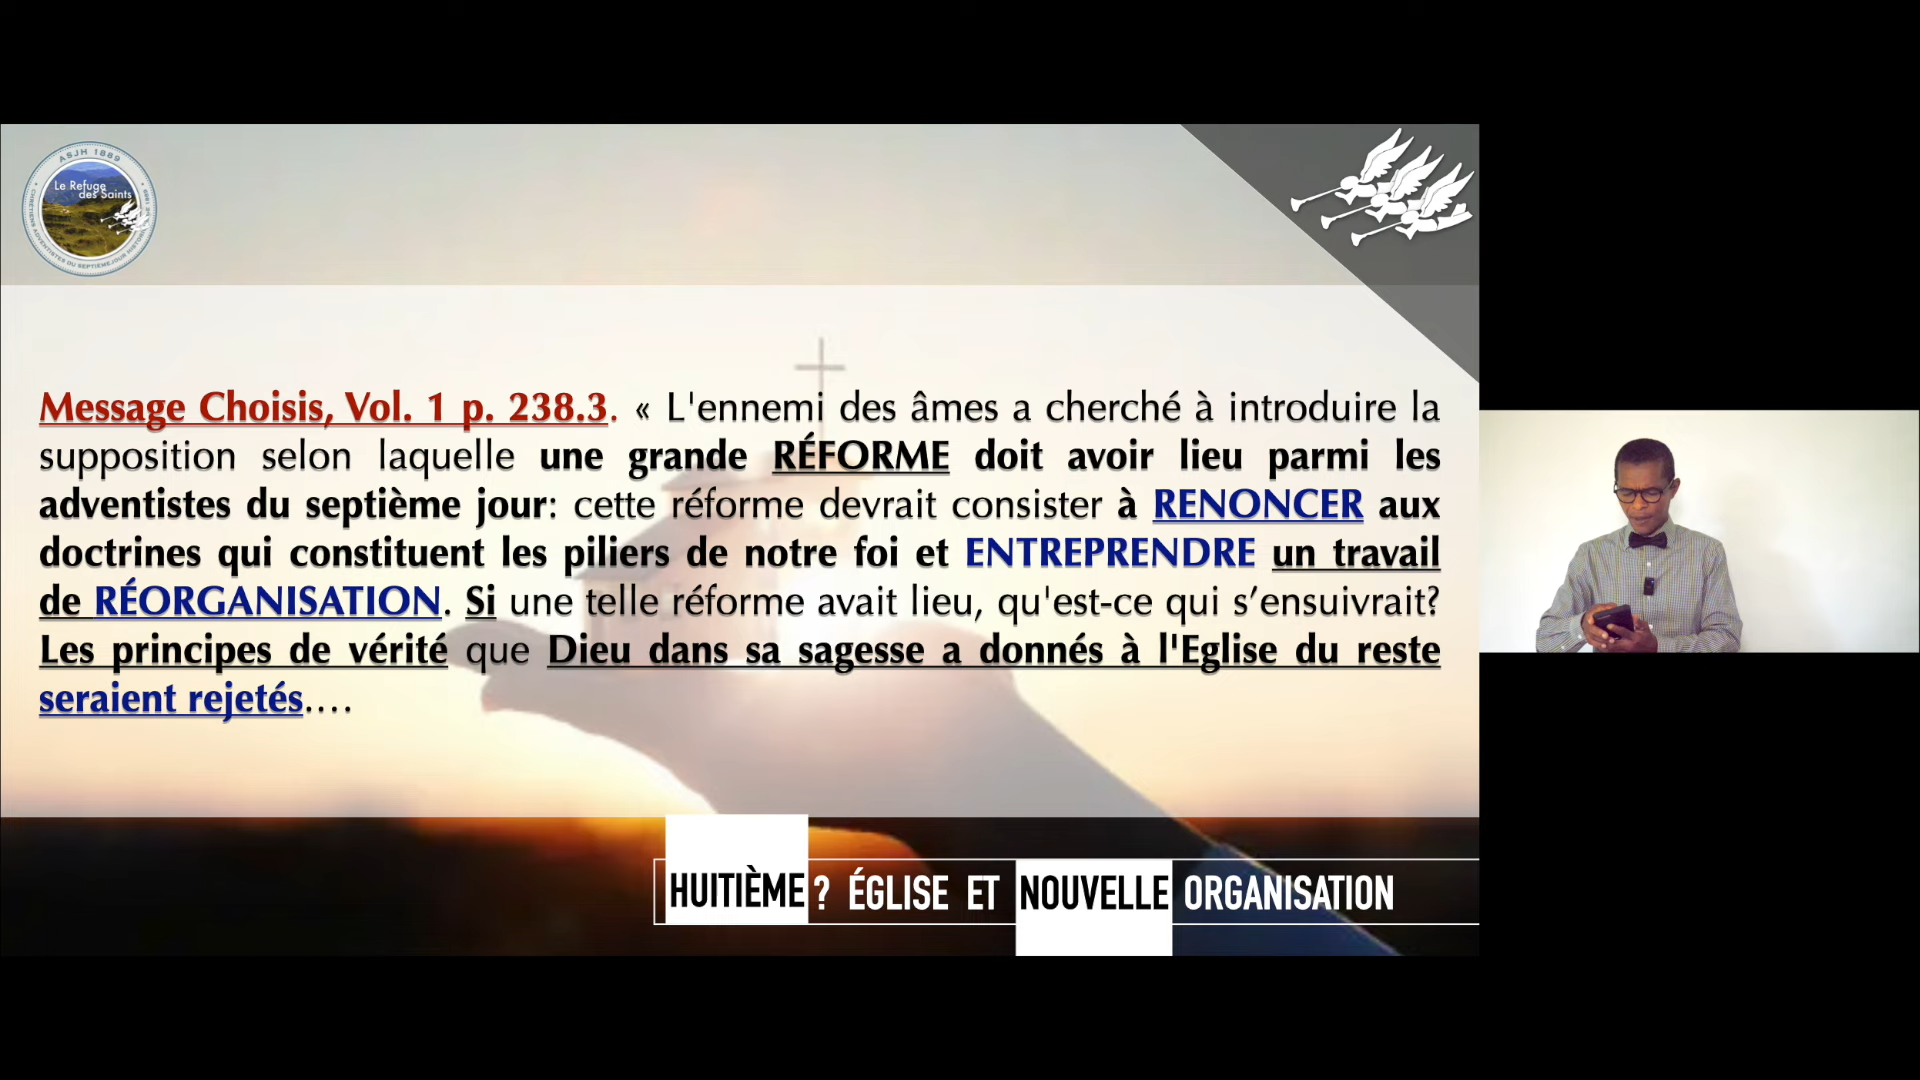 ASJH 1889
Le Refuge
des Saints
Message Choisis, Vol. 1 p. 238.3. « L'ennemi des âmes a cherché à introduire la
supposition selon laquelle une grande RÉFORME doit avoir lieu parmi les
adventistes du septième jour: cette réforme devrait consister à RENONCER aux
doctrines qui constituent les piliers de notre foi et ENTREPRENDRE un travail
de RÉORGANISATION. Si une telle réforme avait lieu, qu'est-ce qui s’ensuivrait?
Les principes de vérité que Dieu dans sa sagesse a donnés à l'Eglise du reste
seraient rejetés….
HUITIÈME ? ÉGLISE ET NOUVELLE ORGANISATION